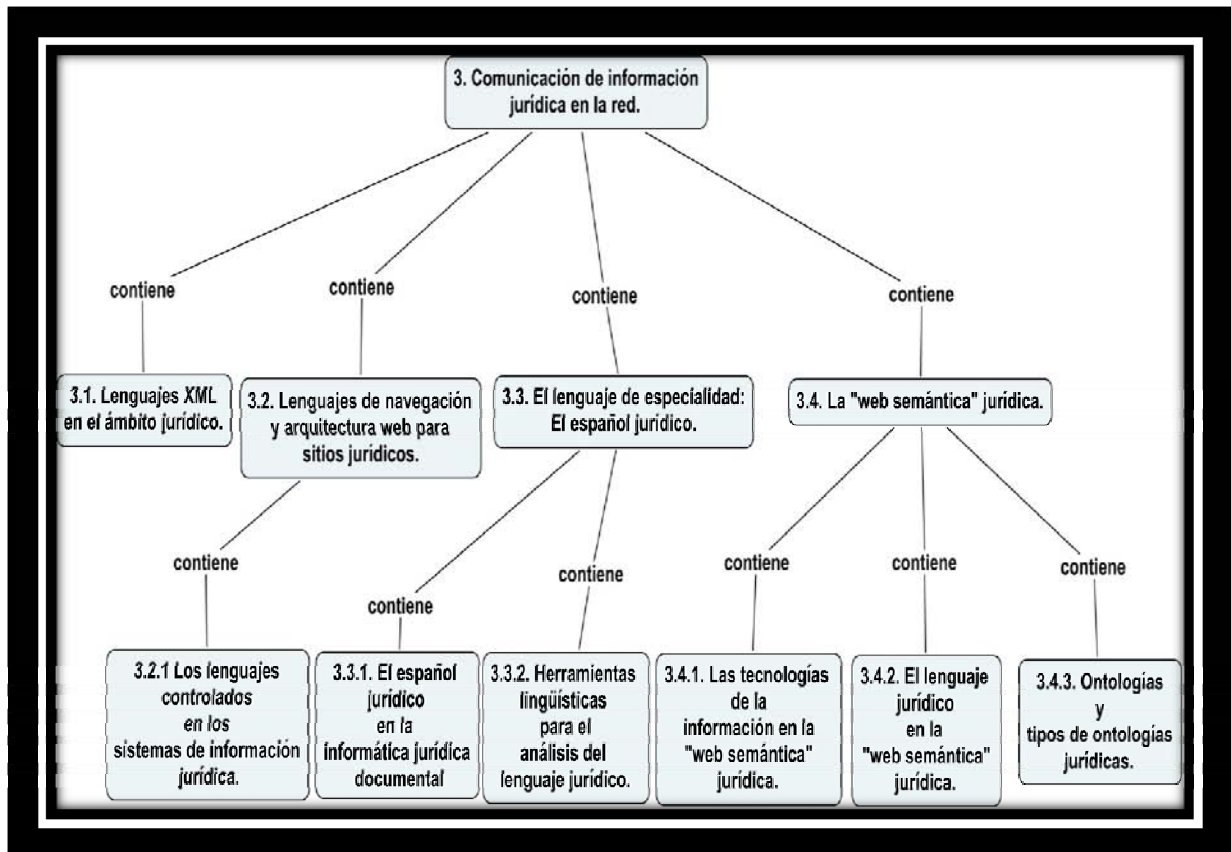 3. Comunicación de información
jurídica en la red.
contiene
contiene
contiene
contiene
3.1. Lenguajes XML
en el ámbito jurídico.
3.2. Lenguajes de navegación
y arquitectura web para
sitios jurídicos.
3.3. El lenguaje de especialidad:
El español jurídico.
3.4. La "web semántica" jurídica.
contiene
contiene
contiene
contiene
contiene
contiene
3.2.1 Los lenguajes
controlados
en los
sistemas de información
jurídica.
3.3.1. El español
jurídico
en la
informática jurídica
documental
3.3.2. Herramientas
lingüísticas
para el
análisis del
lenguaje jurídico.
3.4.1. Las tecnologías
de la
información en la
"web semántica"
jurídica.
3.4.2. El lenguaje
jurídico
en la
"web semántica"
jurídica.
3.4.3. Ontologías
y
tipos de ontologías
jurídicas.